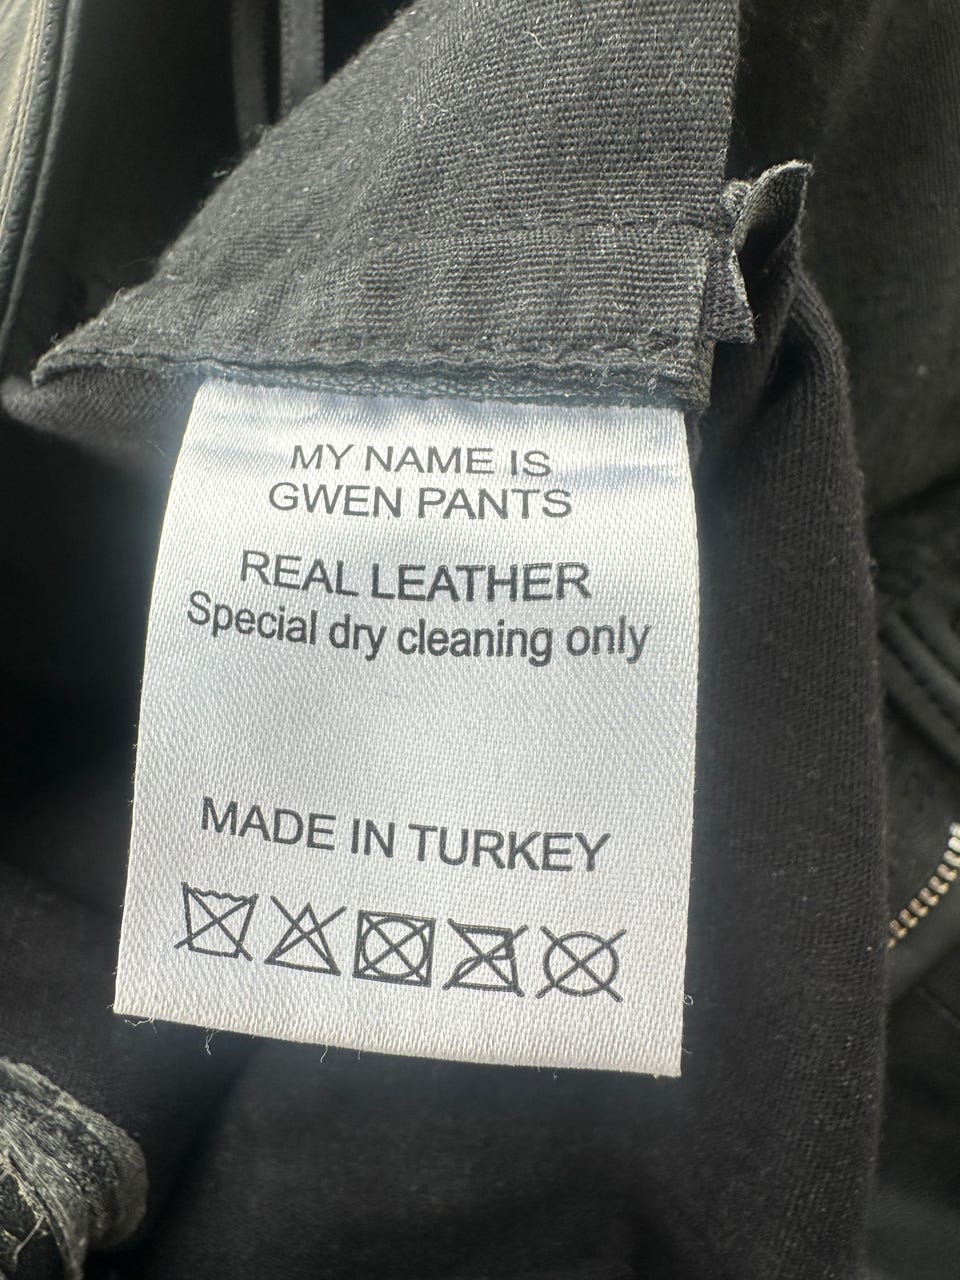 MY NAME IS
GWEN PANTS
REAL LEATHER
Special dry cleaning only
MADE IN TURKEY